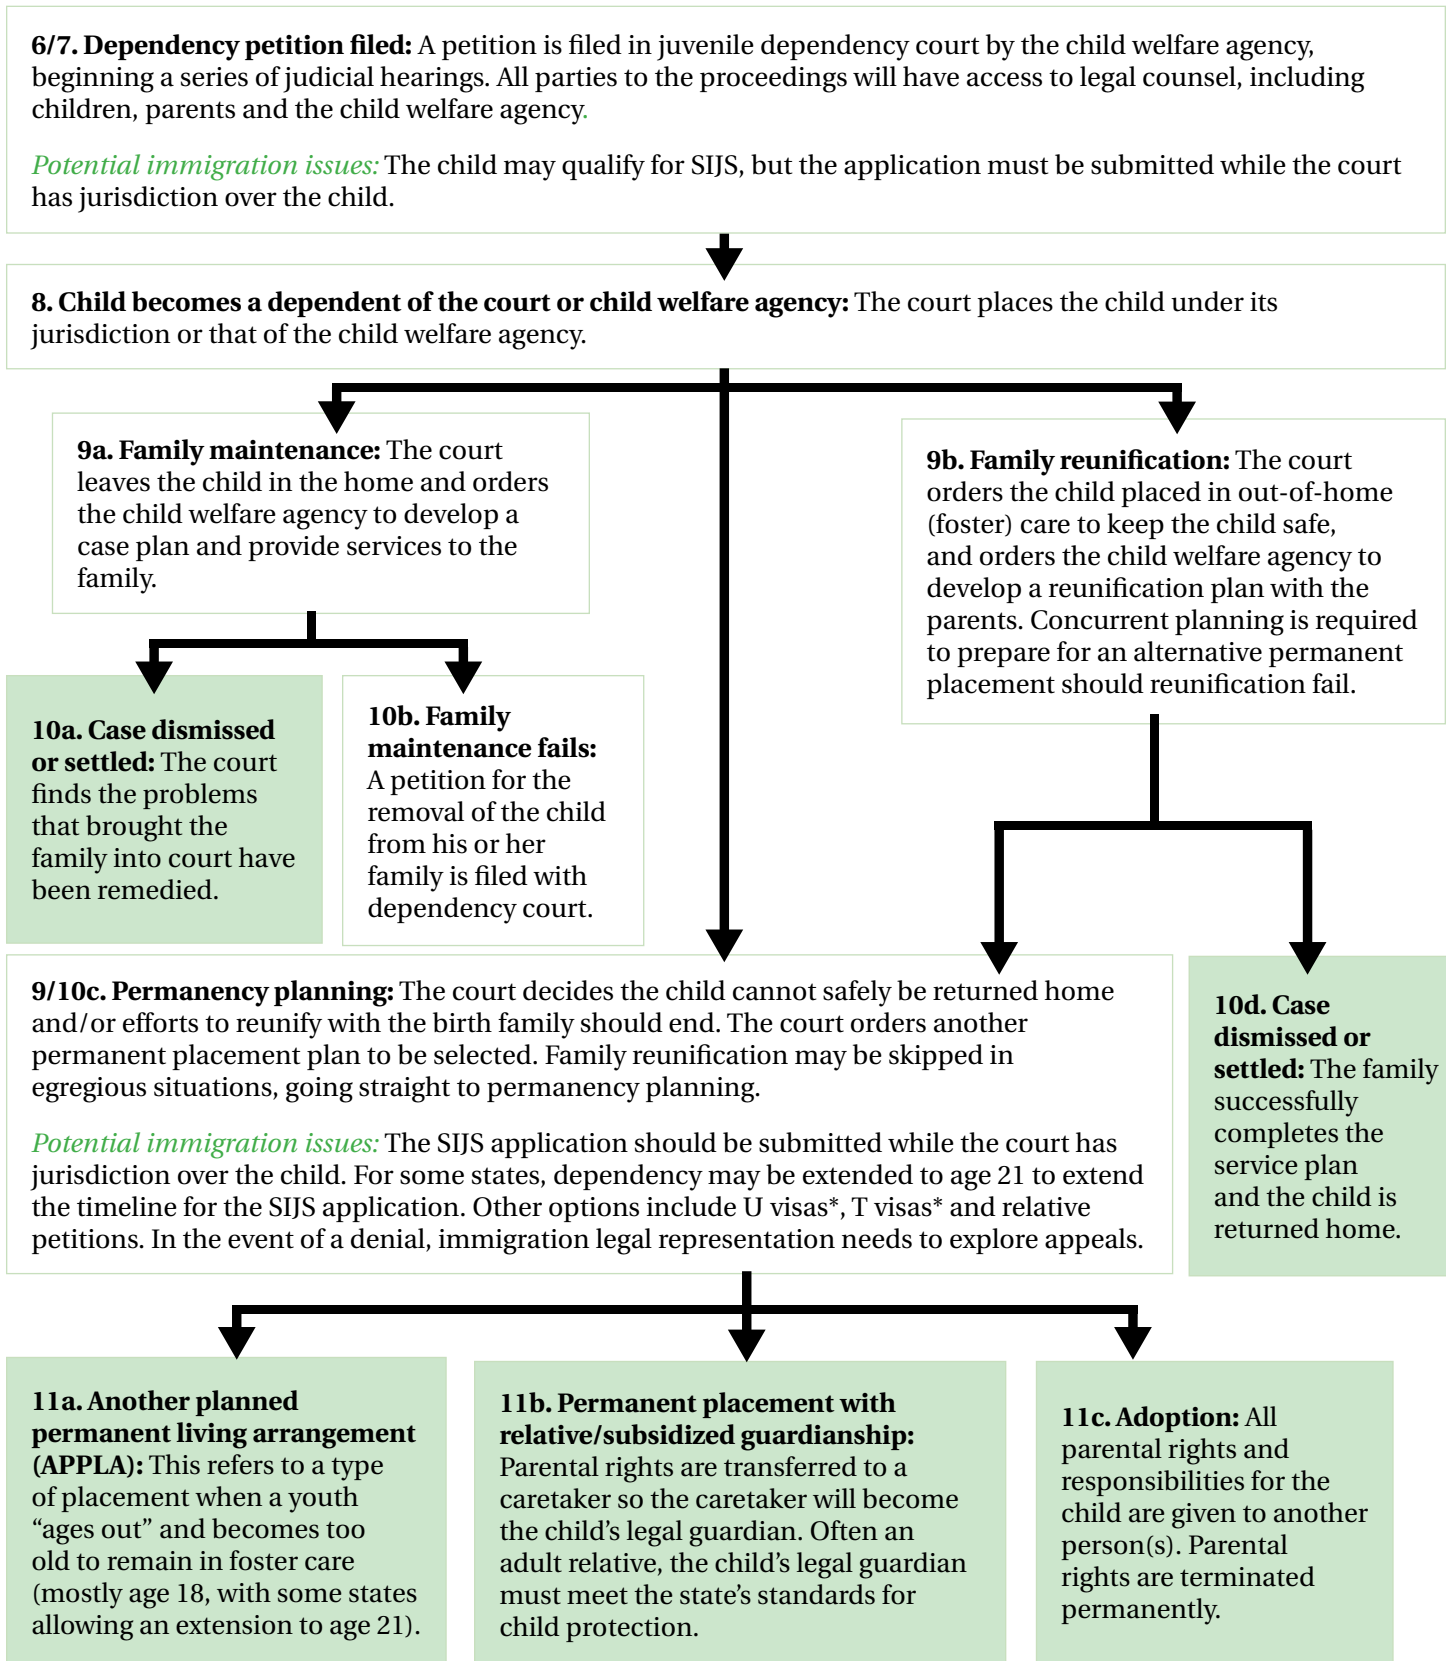 6/7. Dependency petition filed: A petition is filed in juvenile dependency court by the child welfare agency,
beginning a series of judicial hearings. All parties to the proceedings will have access to legal counsel, including
children, parents and the child welfare agency.
Potential immigration issues: The child may qualify for SIJS, but the application must be submitted while the court
has jurisdiction over the child.
8. Child becomes a dependent of the court or child welfare agency: The court places the child under its
jurisdiction or that of the child welfare agency.
9a. Family maintenance: The court
leaves the child in the home and orders
the child welfare agency to develop a
case plan and provide services to the
family.
9b. Family reunification: The court
orders the child placed in out-of-home
(foster) care to keep the child safe,
and orders the child welfare agency to
develop a reunification plan with the
parents. Concurrent planning is required
to prepare for an alternative permanent
placement should reunification fail.
10a. Case dismissed
or settled: The court
finds the problems
that brought the
family into court have
been remedied.
10b. Family
maintenance fails:
A petition for the
removal of the child
from his or her
family is filed with
dependency court.
9/10c. Permanency planning: The court decides the child cannot safely be returned home
and/or efforts to reunify with the birth family should end. The court orders another
permanent placement plan to be selected. Family reunification may be skipped in
egregious situations, going straight to permanency planning.
Potential immigration issues: The SIJS application should be submitted while the court has
jurisdiction over the child. For some states, dependency may be extended to age 21 to extend
the timeline for the SIJS application. Other options include U visas*, T visas* and relative
petitions. In the event of a denial, immigration legal representation needs to explore appeals.
10d. Case
dismissed or
settled: The family
successfully
completes the
service plan
and the child is
returned home.
11a. Another planned
permanent living arrangement
(APPLA): This refers to a type
of placement when a youth
“ages out” and becomes too
old to remain in foster care
(mostly age 18, with some states
allowing an extension to age 21).
11b. Permanent placement with
relative/subsidized guardianship:
Parental rights are transferred to a
caretaker so the caretaker will become
the child’s legal guardian. Often an
adult relative, the child’s legal guardian
must meet the state’s standards for
child protection.
11c. Adoption: All
parental rights and
responsibilities for the
child are given to another
person(s). Parental
rights are terminated
permanently.